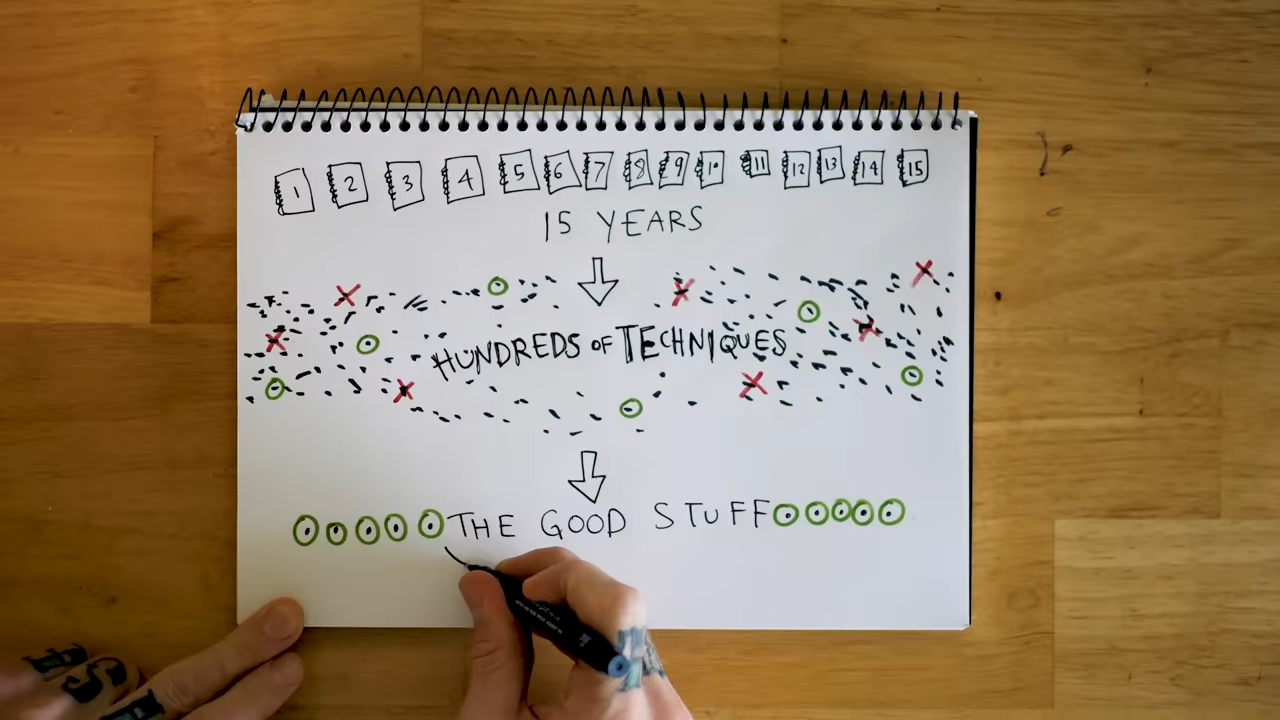 1 2 3 4 5 6 7 8 9 10 11 12 13 14 15
15 YEARS
HUNDREDS OF TECHNIQUES
THE GOOD STUFF